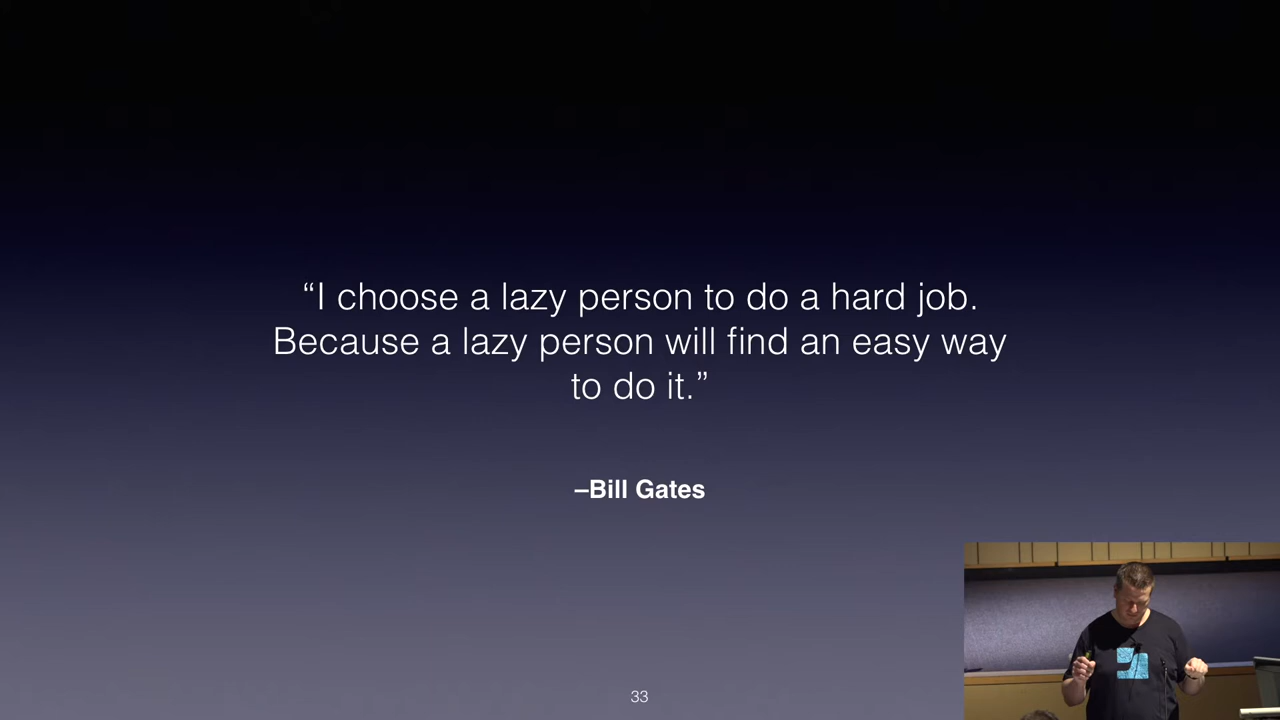 “I choose a lazy person to do a hard job.
Because a lazy person will find an easy way
to do it.”
–Bill Gates
33